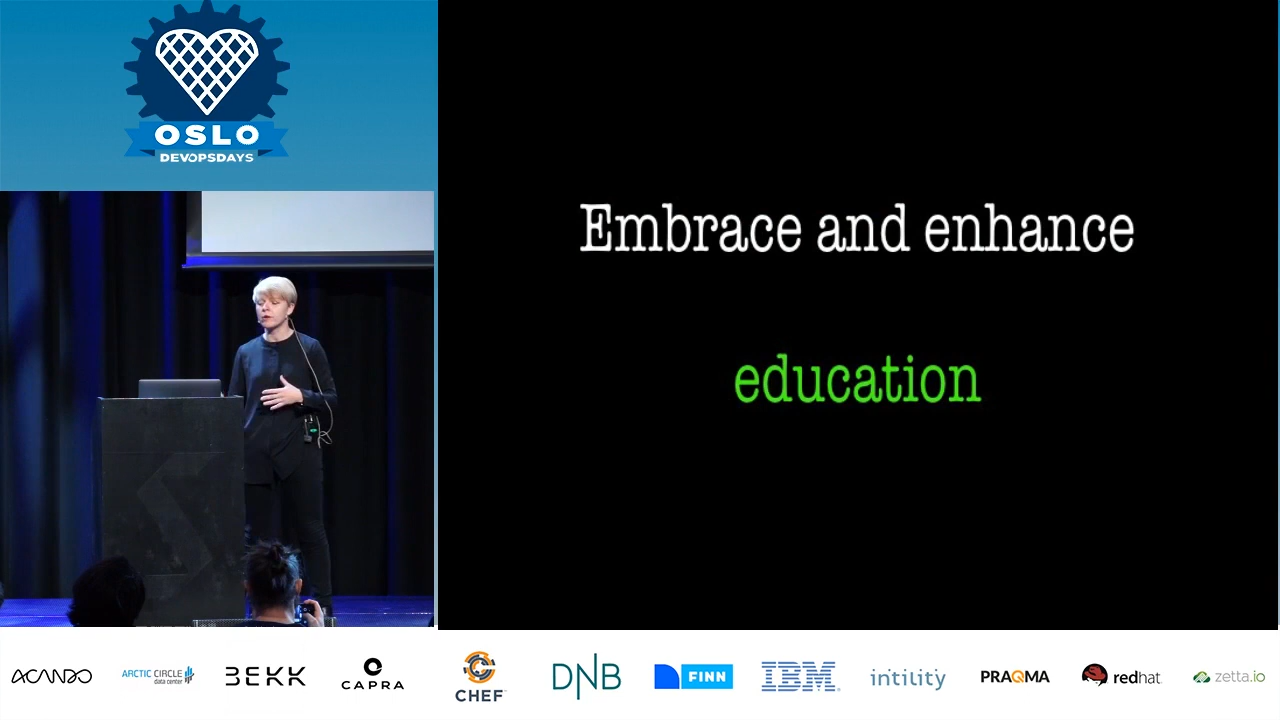 OSLO
DEVOPSDAYS
Embrace and enhance
education
ACANDO
ARCTIC CIRCLE
data center
BEKK
CAPRA
CHEF
DNB
FINN
IBM
intility
PRAQMA
redhat
zetta.io